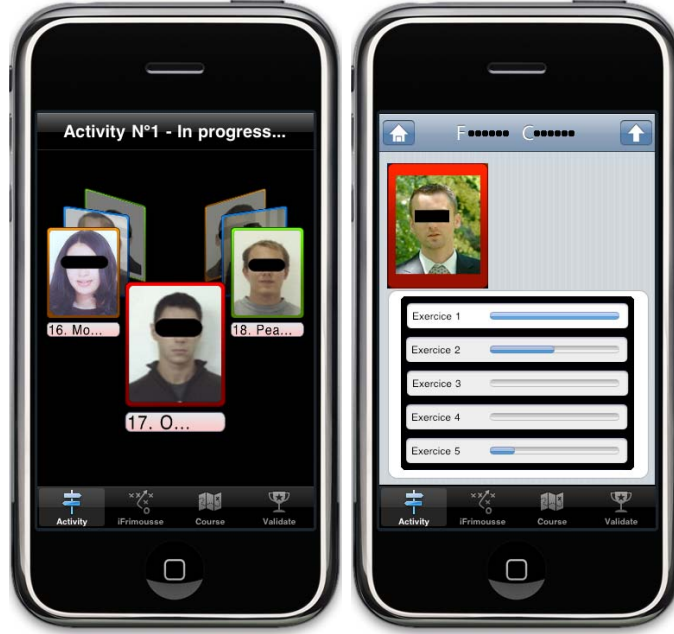 Activity N°1 - In progress...
16. Mo...
18. Pea...
17. O...
Activity iFrimousse Course Validate
F C
Exercice 1
Exercice 2
Exercice 3
Exercice 4
Exercice 5
Activity iFrimousse Course Validate